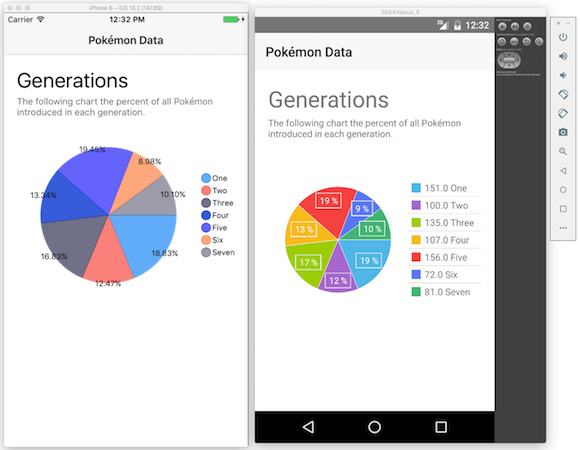 iPhone 6 – iOS 10.2 (14C89)
Carrier 12:32 PM
Pokémon Data
Generations
The following chart the percent of all Pokémon
introduced in each generation.
19.45%
8.98%
10.10%
13.34%
16.83%
12.47%
18.83%
One
Two
Three
Four
Five
Six
Seven
5554:Nexus_5
3G 12:32
Pokémon Data
Generations
The following chart the percent of all Pokémon
introduced in each generation.
19 %
9 %
10 %
13 %
17 %
12 %
19 %
151.0 One
100.0 Two
135.0 Three
107.0 Four
156.0 Five
72.0 Six
81.0 Seven